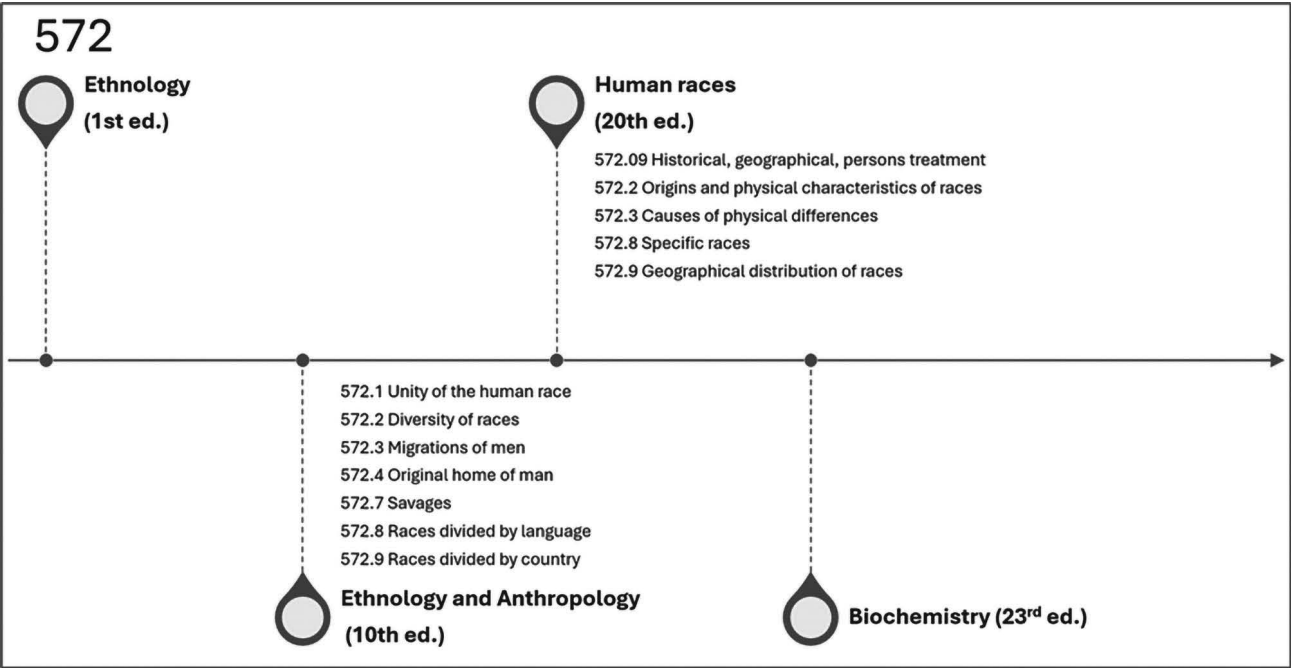 572
Ethnology
(1st ed.)
Human races
(20th ed.)
572.09 Historical, geographical, persons treatment
572.2 Origins and physical characteristics of races
572.3 Causes of physical differences
572.8 Specific races
572.9 Geographical distribution of races
572.1 Unity of the human race
572.2 Diversity of races
572.3 Migrations of men
572.4 Original home of man
572.7 Savages
572.8 Races divided by language
572.9 Races divided by country
Ethnology and Anthropology
(10th ed.)
Biochemistry (23rd ed.)